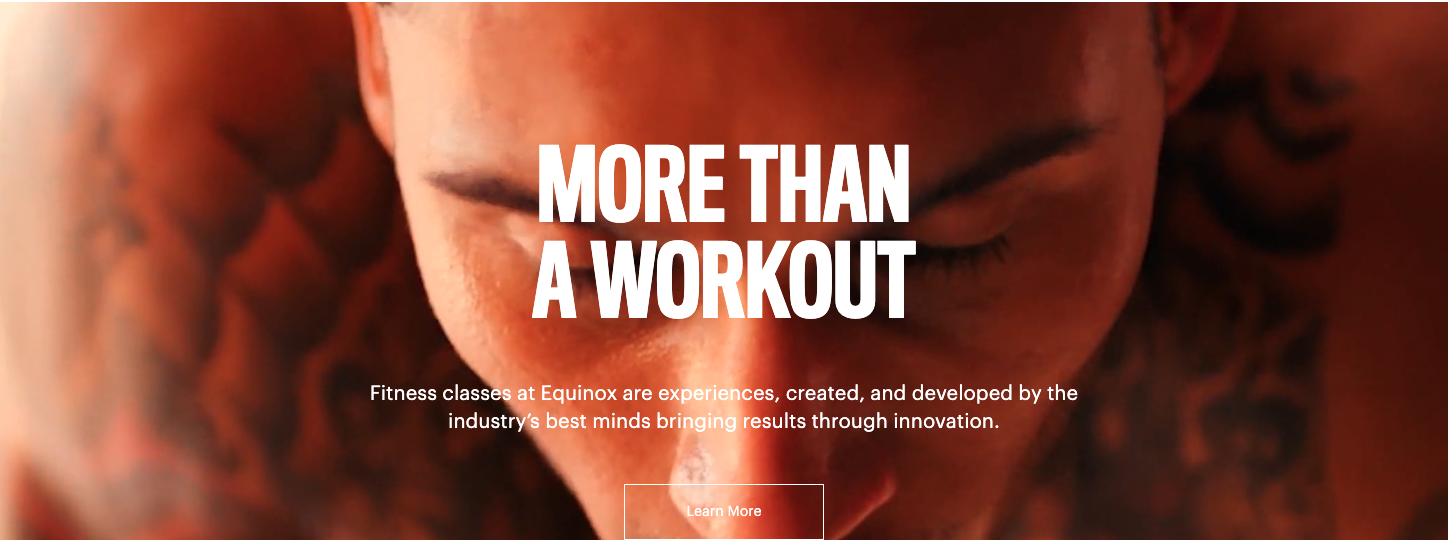 MORE THAN
A WORKOUT
Fitness classes at Equinox are experiences, created, and developed by the
industry’s best minds bringing results through innovation.
Learn More